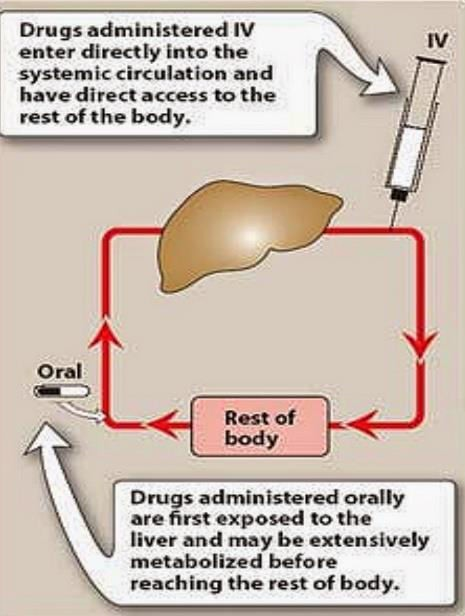 Drugs administered IV
enter directly into the
systemic circulation and
have direct access to the
rest of the body.
IV
Oral
Rest of
body
Drugs administered orally
are first exposed to the
liver and may be extensively
metabolized before
reaching the rest of body.